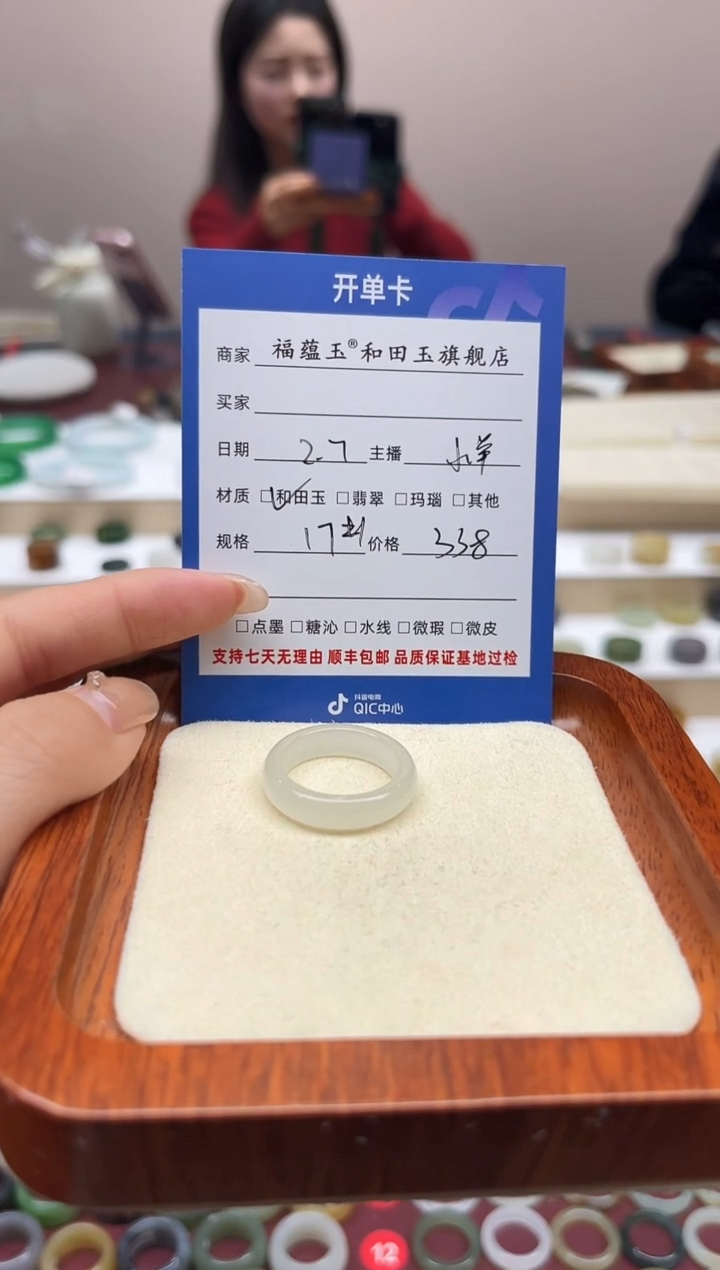 开单卡
商家 福蕴玉®和田玉旗舰店
买家
日期 2.7 主播
材质 ☑和田玉 □翡翠 □玛瑙 □其他
规格 17 价格 338
□点墨 □糖沁 □水线 □微瑕 □微皮
支持七天无理由 顺丰包邮 品质保证基地过检
抖音电商
QIC中心
12